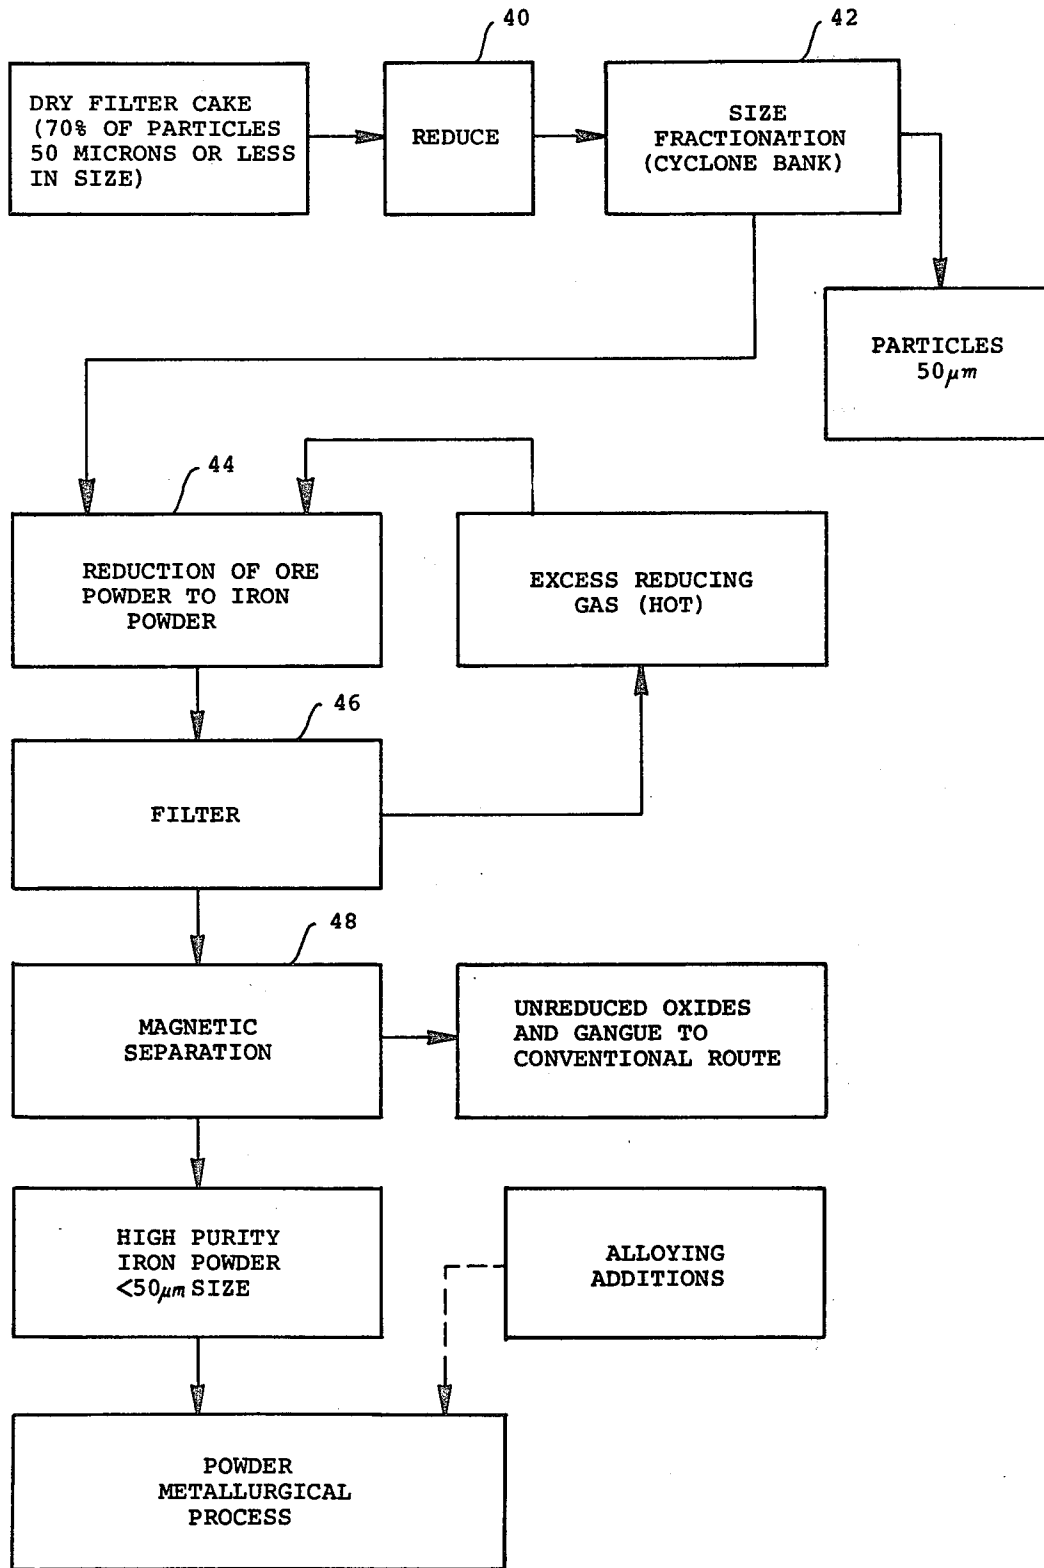 40
42
DRY FILTER CAKE
(70% OF PARTICLES
50 MICRONS OR LESS
IN SIZE)
REDUCE
SIZE
FRACTIONATION
(CYCLONE BANK)
PARTICLES
50μm
44
REDUCTION OF ORE
POWDER TO IRON
POWDER
EXCESS REDUCING
GAS (HOT)
46
FILTER
48
MAGNETIC
SEPARATION
UNREDUCED OXIDES
AND GANGUE TO
CONVENTIONAL ROUTE
HIGH PURITY
IRON POWDER
<50μm SIZE
ALLOYING
ADDITIONS
POWDER
METALLURGICAL
PROCESS